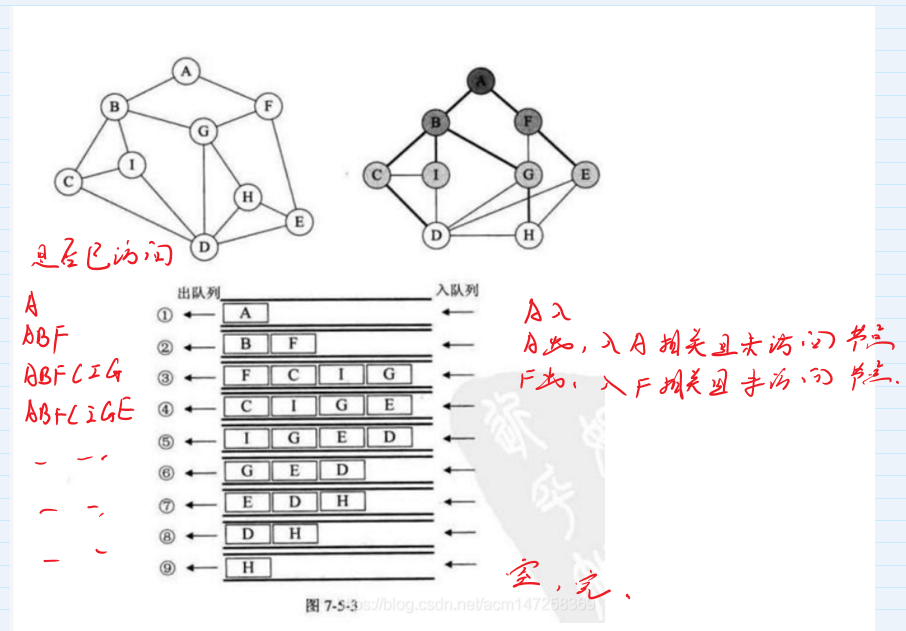 A
B
F
G
C
I
H
D
E
A
B
F
C
I
G
E
D
H
是否已访问
出队列
入队列
A
① A
A入
ABF
② B F
A出，入A相关且未访问节点
ABFCIG
③ F C I G
F出，入F相关且未访问节点.
ABFCIGE
④ C I G E
⑤ I G E D
⑥ G E D
⑦ E D H
⑧ D H
⑨ H
空，完.
图 7-5-3
https://blog.csdn.net/acm147258369